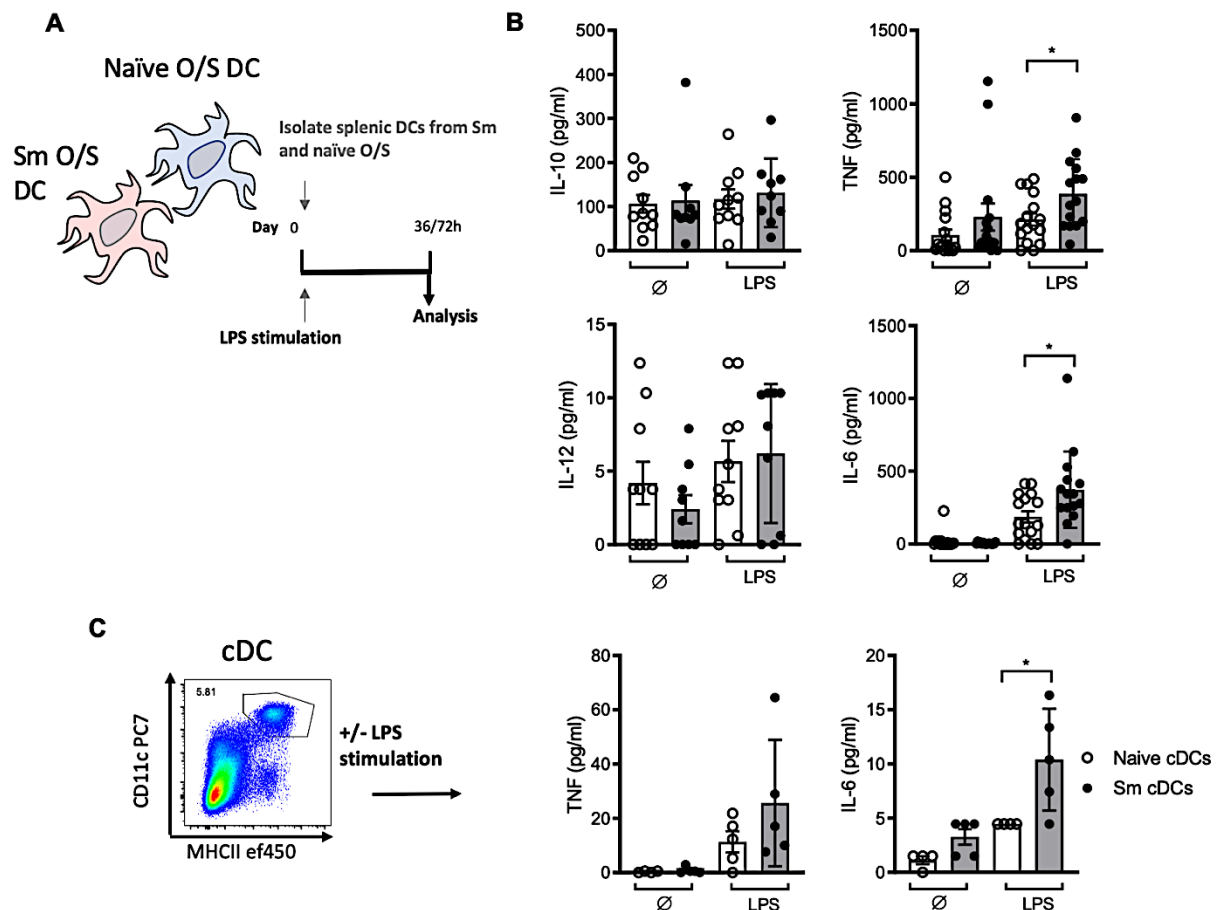 A
Naïve O/S DC
Sm O/S
DC
Isolate splenic DCs from Sm
and naïve O/S
Day 0
36/72h
LPS stimulation
Analysis
B
IL-10 (pg/ml)
500
400
300
200
100
0
∅
LPS
TNF (pg/ml)
1500
1000
500
0
*
∅
LPS
IL-12 (pg/ml)
15
10
5
0
∅
LPS
IL-6 (pg/ml)
1500
1000
500
0
*
∅
LPS
C
cDC
5.81
CD11c PC7
MHCII ef450
+/- LPS
stimulation
TNF (pg/ml)
80
60
40
20
0
∅
LPS
IL-6 (pg/ml)
20
15
10
5
0
*
∅
LPS
Naive cDCs
Sm cDCs